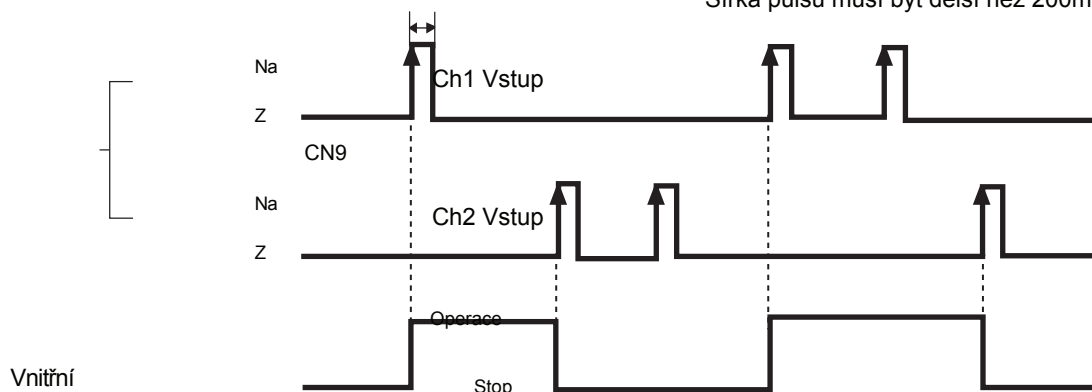 Šířka pulsu musí být delší než 200m
Na
Ch1 Vstup
Z
CN9
Na
Ch2 Vstup
Z
Operace
Vnitřní
Stop